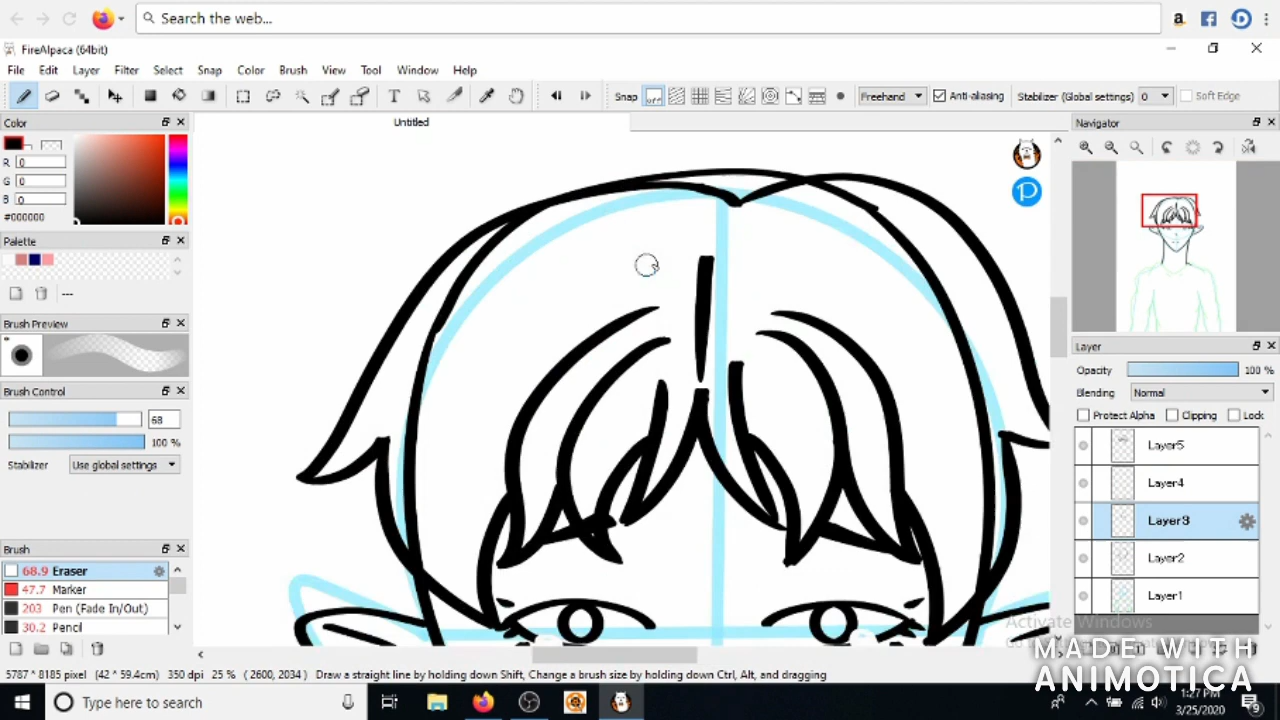 Search the web...
FireAlpaca (64bit)
File Edit Layer Filter Select Snap Color Brush View Tool Window Help
T Snap off Freehand Anti-aliasing Stabilizer (Global settings) 0 Soft Edge
Color
Untitled
Navigator
R 0
G 0
B 0
#000000
Palette
---
Brush Preview
Layer
Opacity 100 %
Brush Control
Blending Normal
68
Protect Alpha Clipping Lock
100 %
Layer5
Stabilizer Use global settings
Layer4
Layer3
Brush
Layer2
68.9 Eraser
47.7 Marker
Layer1
203 Pen (Fade In/Out)
30.2 Pencil
Activate Windows
MADE WITH
ANIMOTICA
5787 * 8185 pixel (42 * 59.4cm) 350 dpi 25 % ( 2600, 2034 ) Draw a straight line by holding down Shift, Change a brush size by holding down Ctrl, Alt, and dragging
Type here to search
1:27 PM
3/25/2020
9